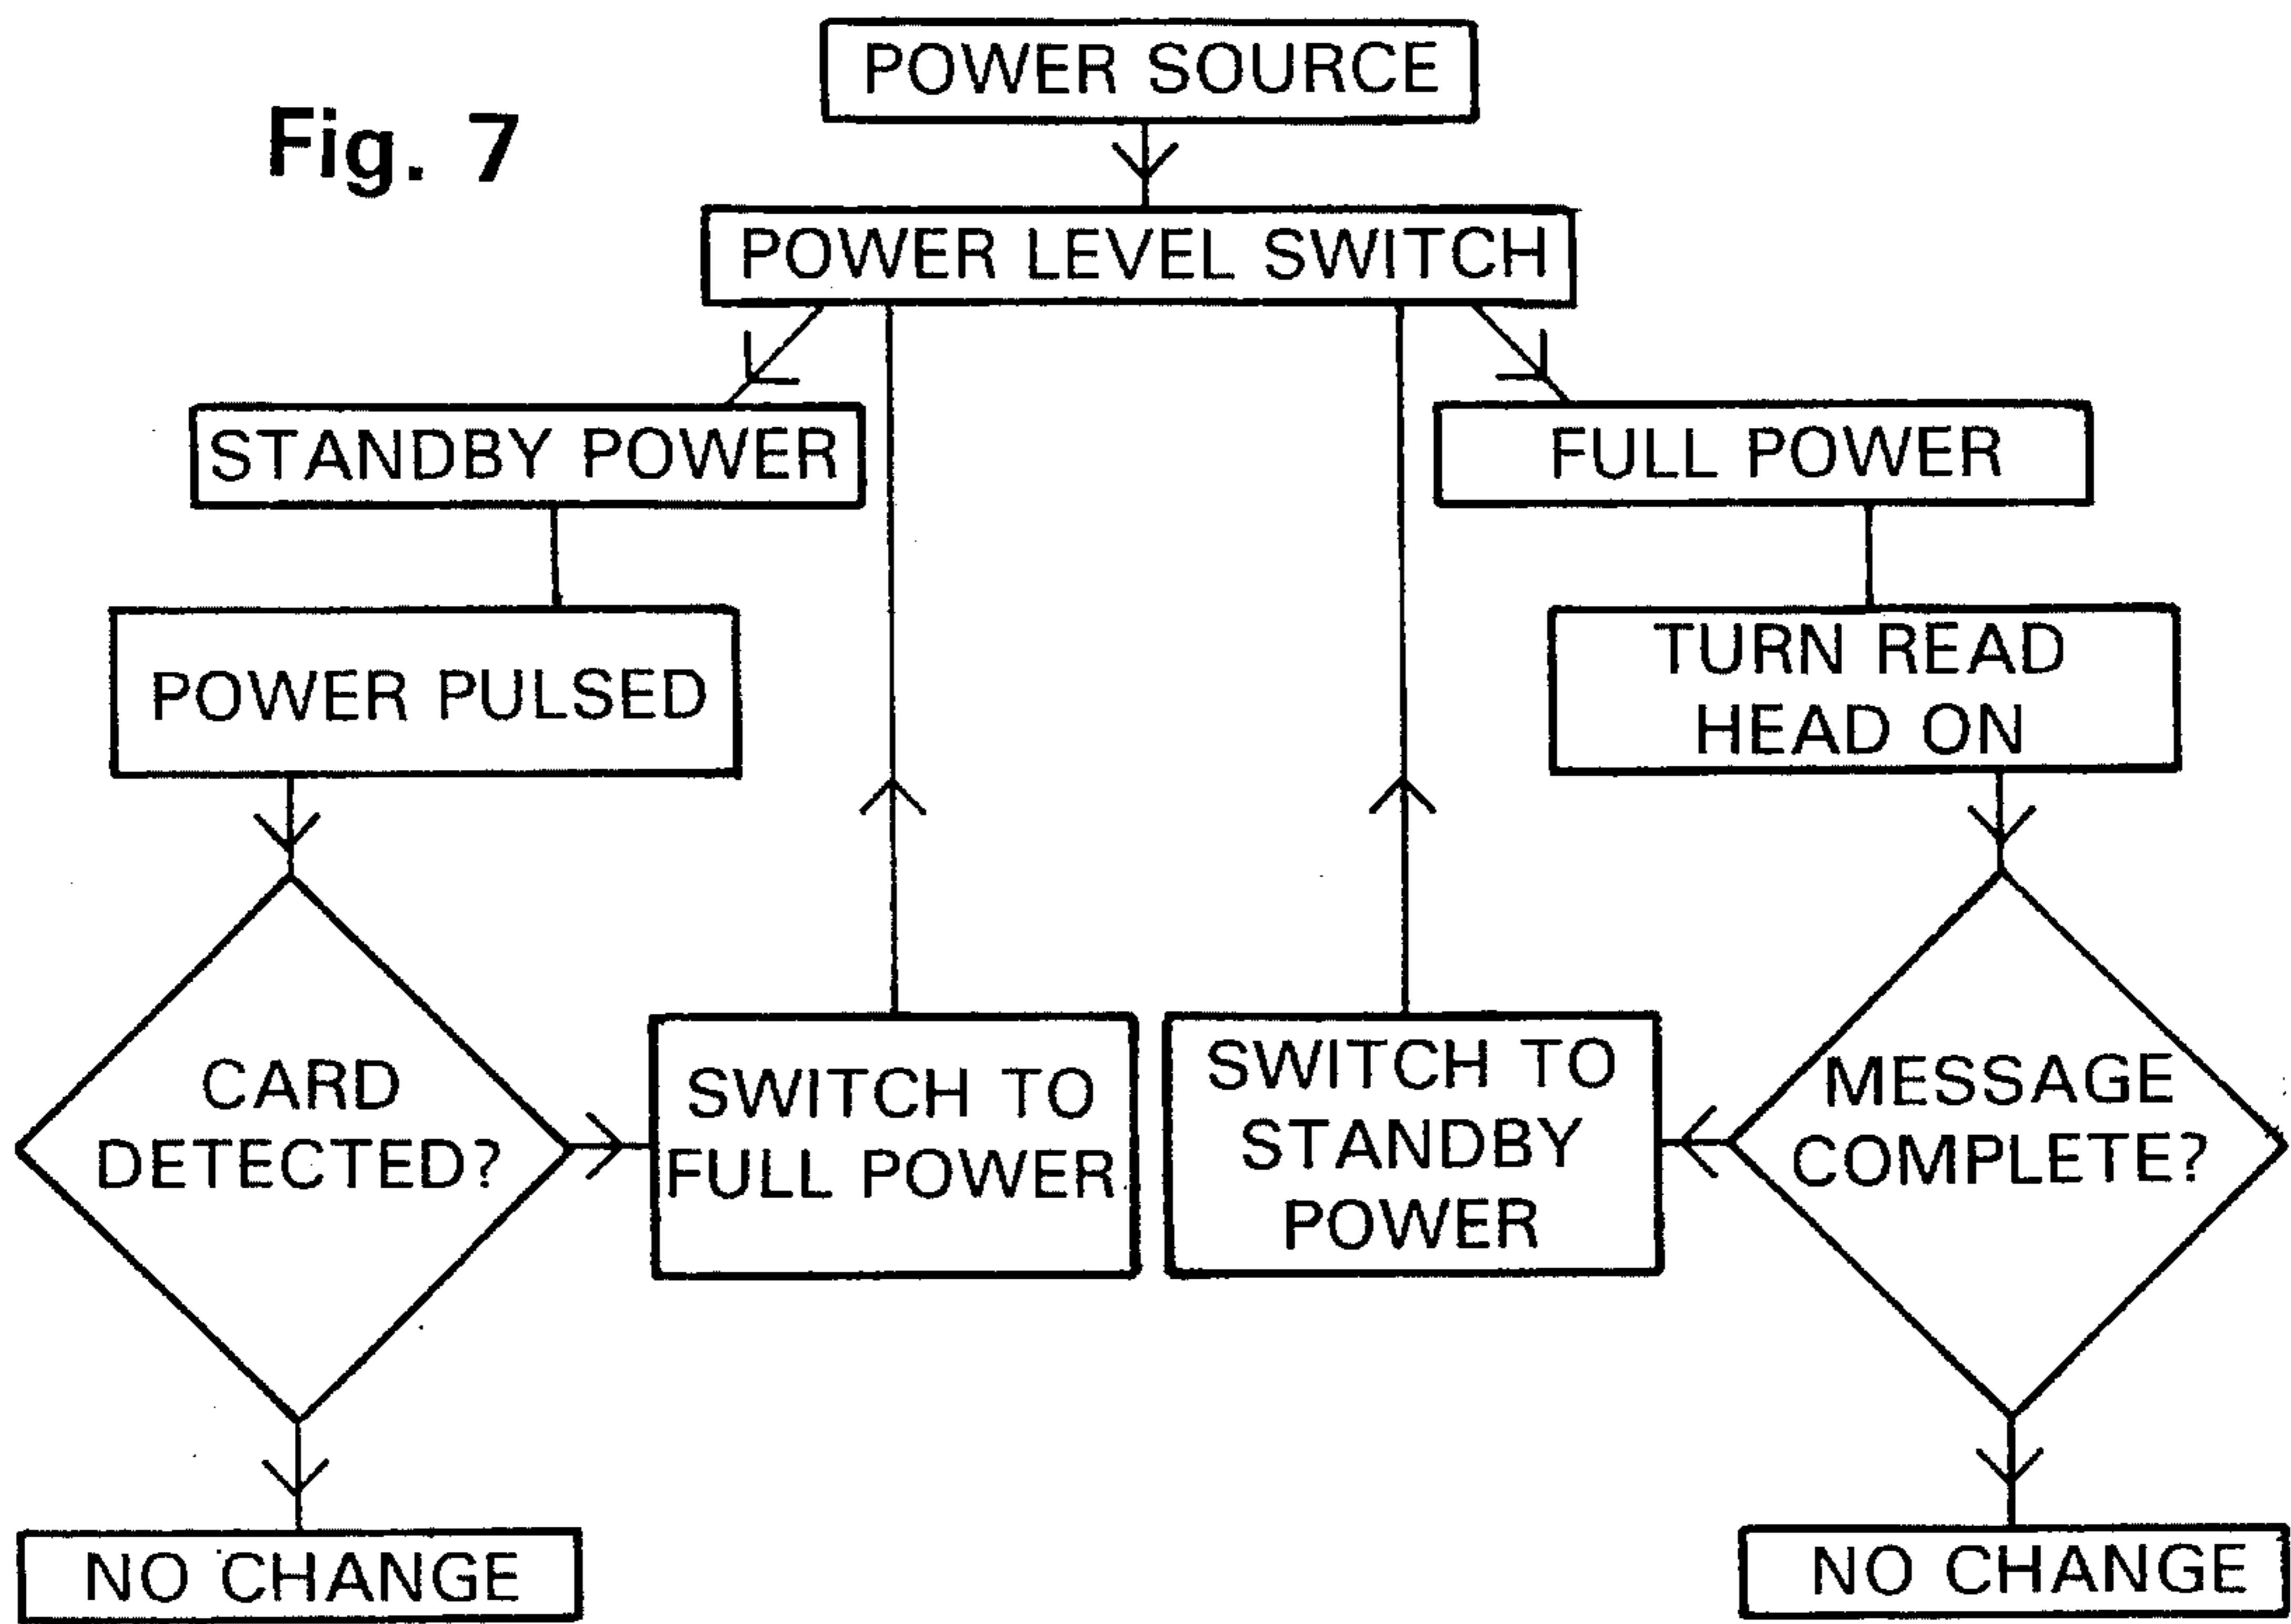 POWER SOURCE
Fig. 7
POWER LEVEL SWITCH
STANDBY POWER
FULL POWER
POWER PULSED
TURN READ
HEAD ON
CARD
DETECTED?
SWITCH TO
FULL POWER
SWITCH TO
STANDBY
POWER
MESSAGE
COMPLETE?
NO CHANGE
NO CHANGE